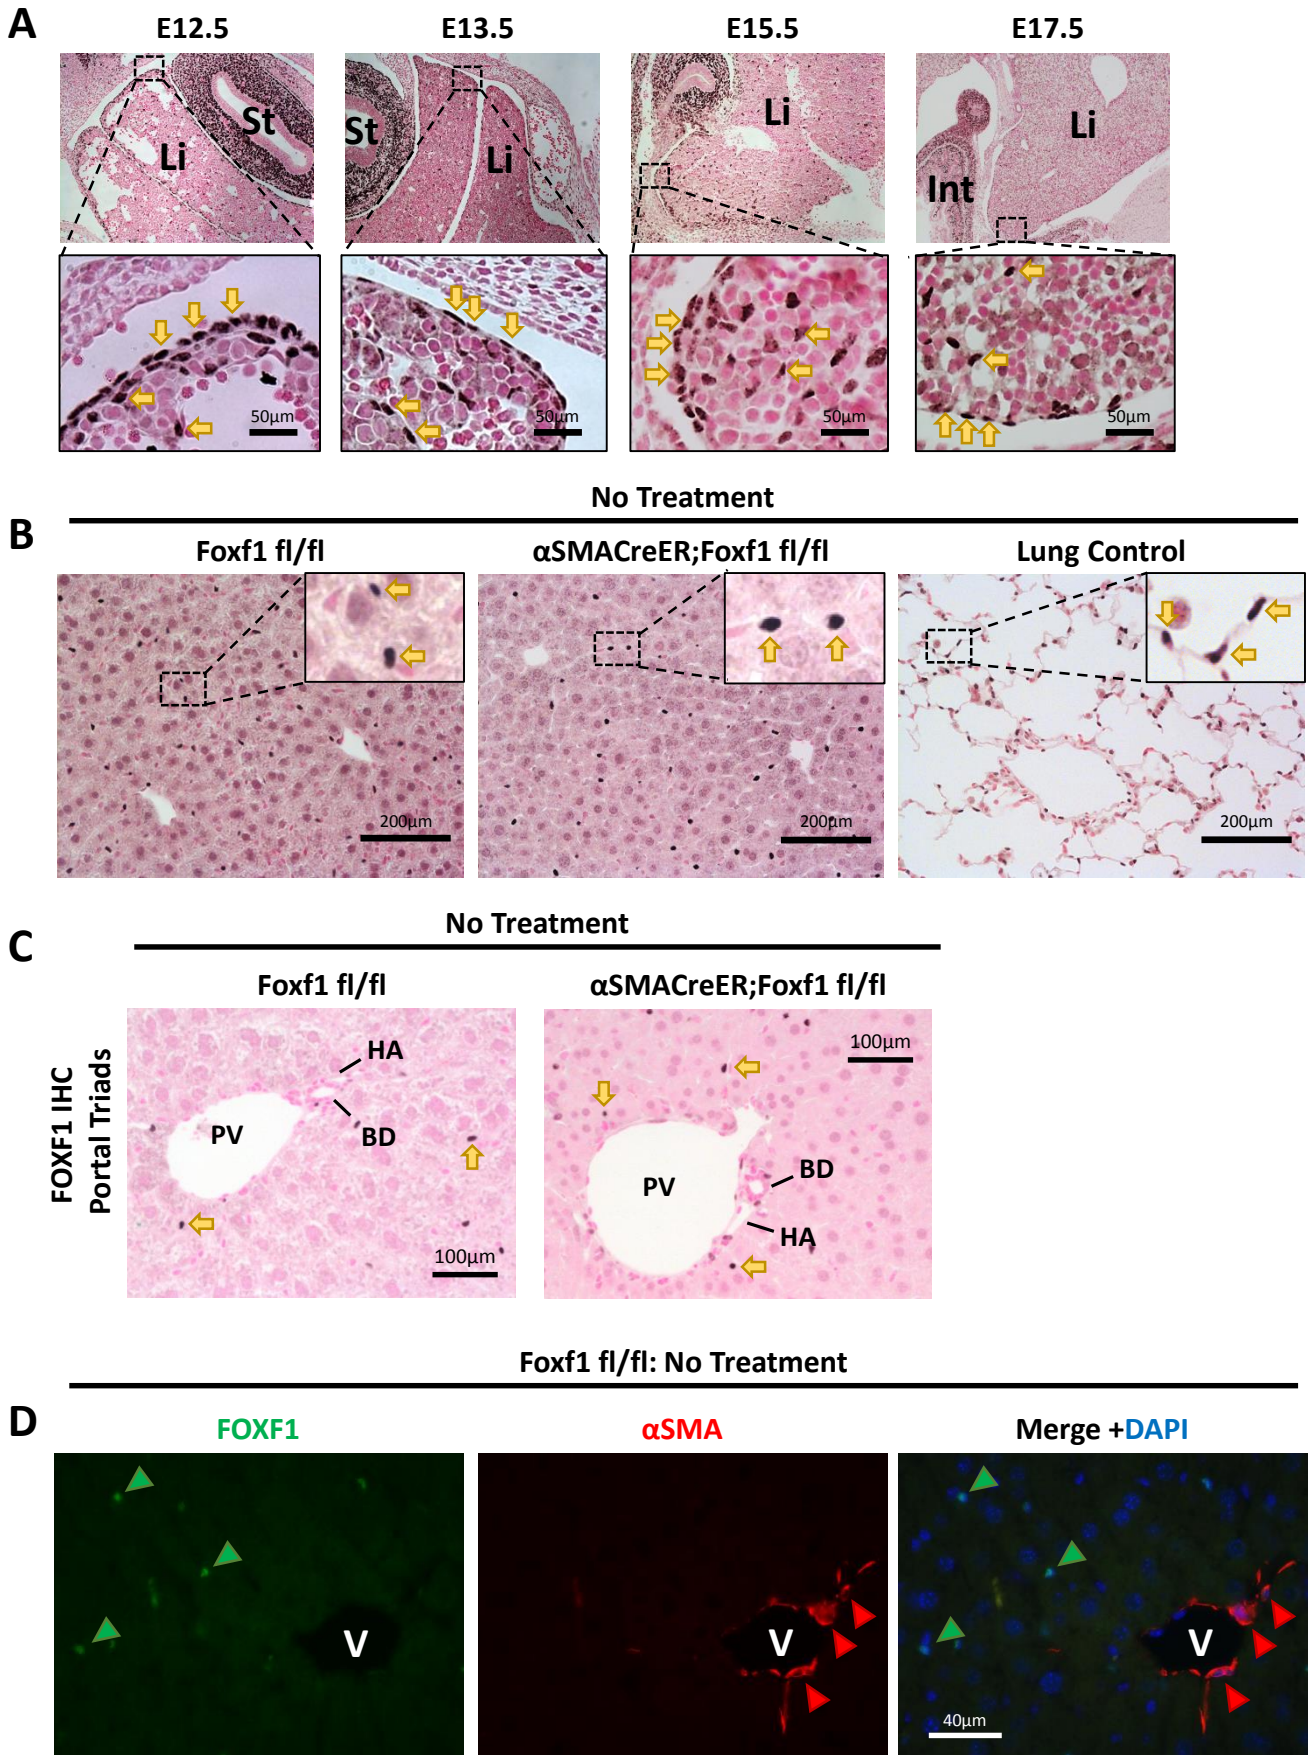 A
E12.5
E13.5
E15.5
E17.5
St
Li
St
Li
Li
Li
Int
50μm
50μm
50μm
50μm
No Treatment
B
Foxf1 fl/fl
αSMACreER;Foxf1 fl/fl
Lung Control
200μm
200μm
200μm
No Treatment
C
Foxf1 fl/fl
αSMACreER;Foxf1 fl/fl
FOXF1 IHC
Portal Triads
HA
BD
PV
100μm
100μm
PV
BD
HA
Foxf1 fl/fl: No Treatment
D
FOXF1
αSMA
Merge +DAPI
V
V
V
40μm